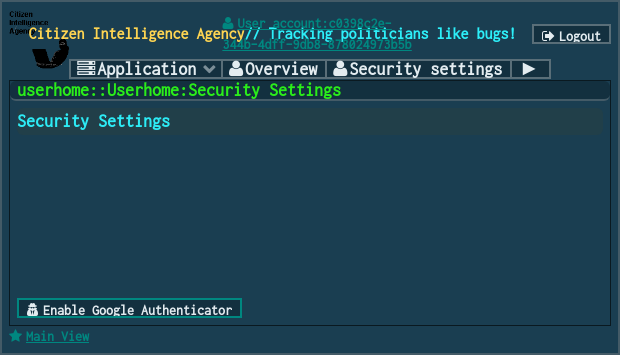 Citizen
Intelligence
Agency
User account:c0398c2e-
344b-4dff-9db8-878d24973b5b
Citizen Intelligence Agency// Tracking politicians like bugs!
Logout
Application
Overview
Security settings
userhome::Userhome:Security Settings
Security Settings
Enable Google Authenticator
Main View